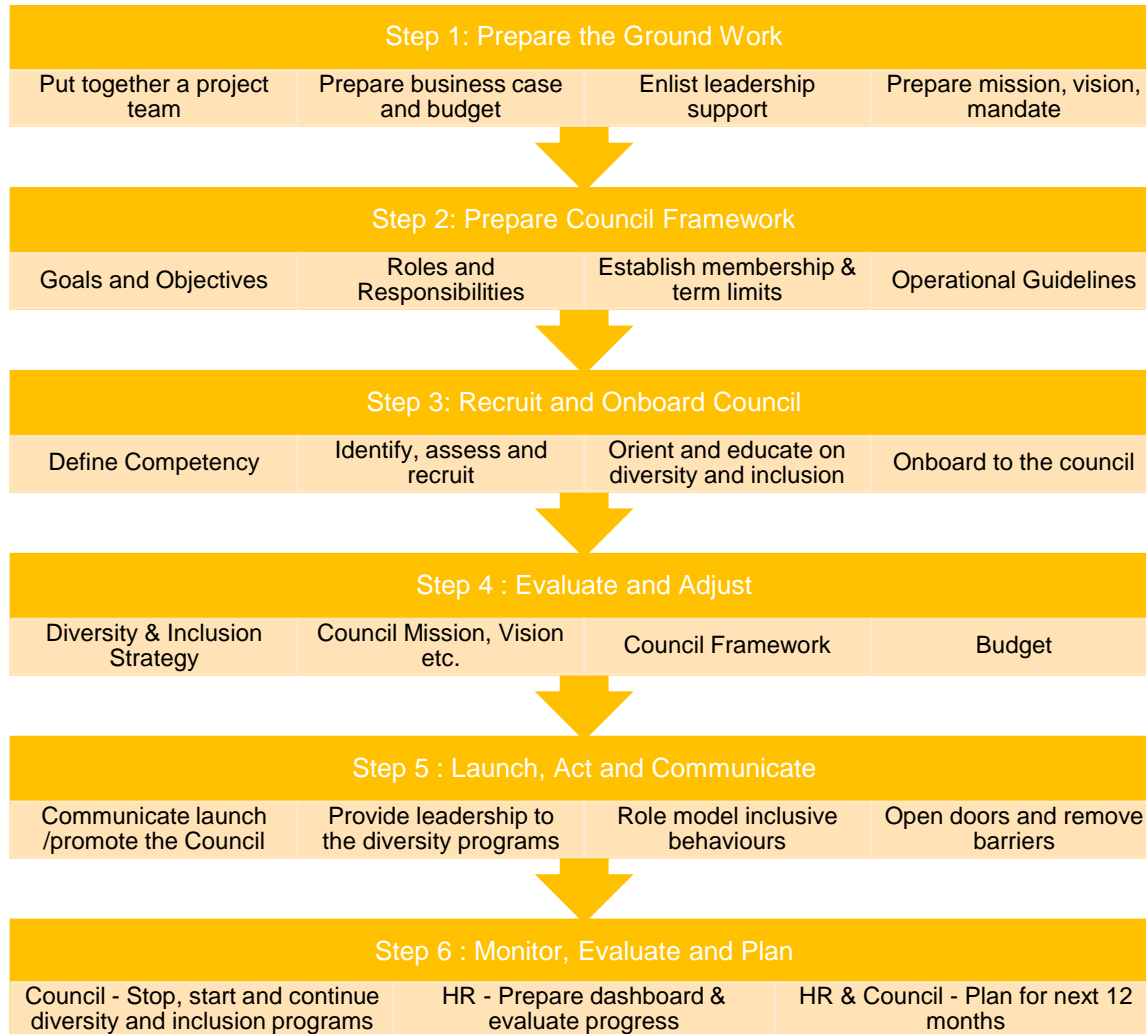 Step 1: Prepare the Ground Work
Put together a project
team
Prepare business case
and budget
Enlist leadership
support
Prepare mission, vision,
mandate
Step 2: Prepare Council Framework
Goals and Objectives
Roles and
Responsibilities
Establish membership &
term limits
Operational Guidelines
Step 3: Recruit and Onboard Council
Define Competency
Identify, assess and
recruit
Orient and educate on
diversity and inclusion
Onboard to the council
Step 4 : Evaluate and Adjust
Diversity & Inclusion
Strategy
Council Mission, Vision
etc.
Council Framework
Budget
Step 5 : Launch, Act and Communicate
Communicate launch
/promote the Council
Provide leadership to
the diversity programs
Role model inclusive
behaviours
Open doors and remove
barriers
Step 6 : Monitor, Evaluate and Plan
Council - Stop, start and continue
diversity and inclusion programs
HR - Prepare dashboard &
evaluate progress
HR & Council - Plan for next 12
months